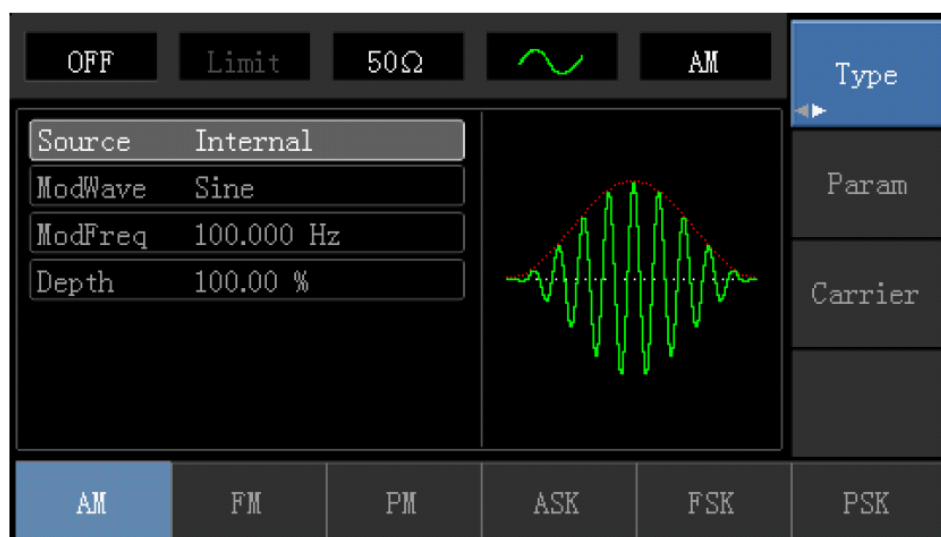 OFF Limit 50Ω AM
Type
Source Internal
ModWave Sine
Param
ModFreq 100.000 Hz
Depth 100.00 %
Carrier
AM FM PM ASK FSK PSK